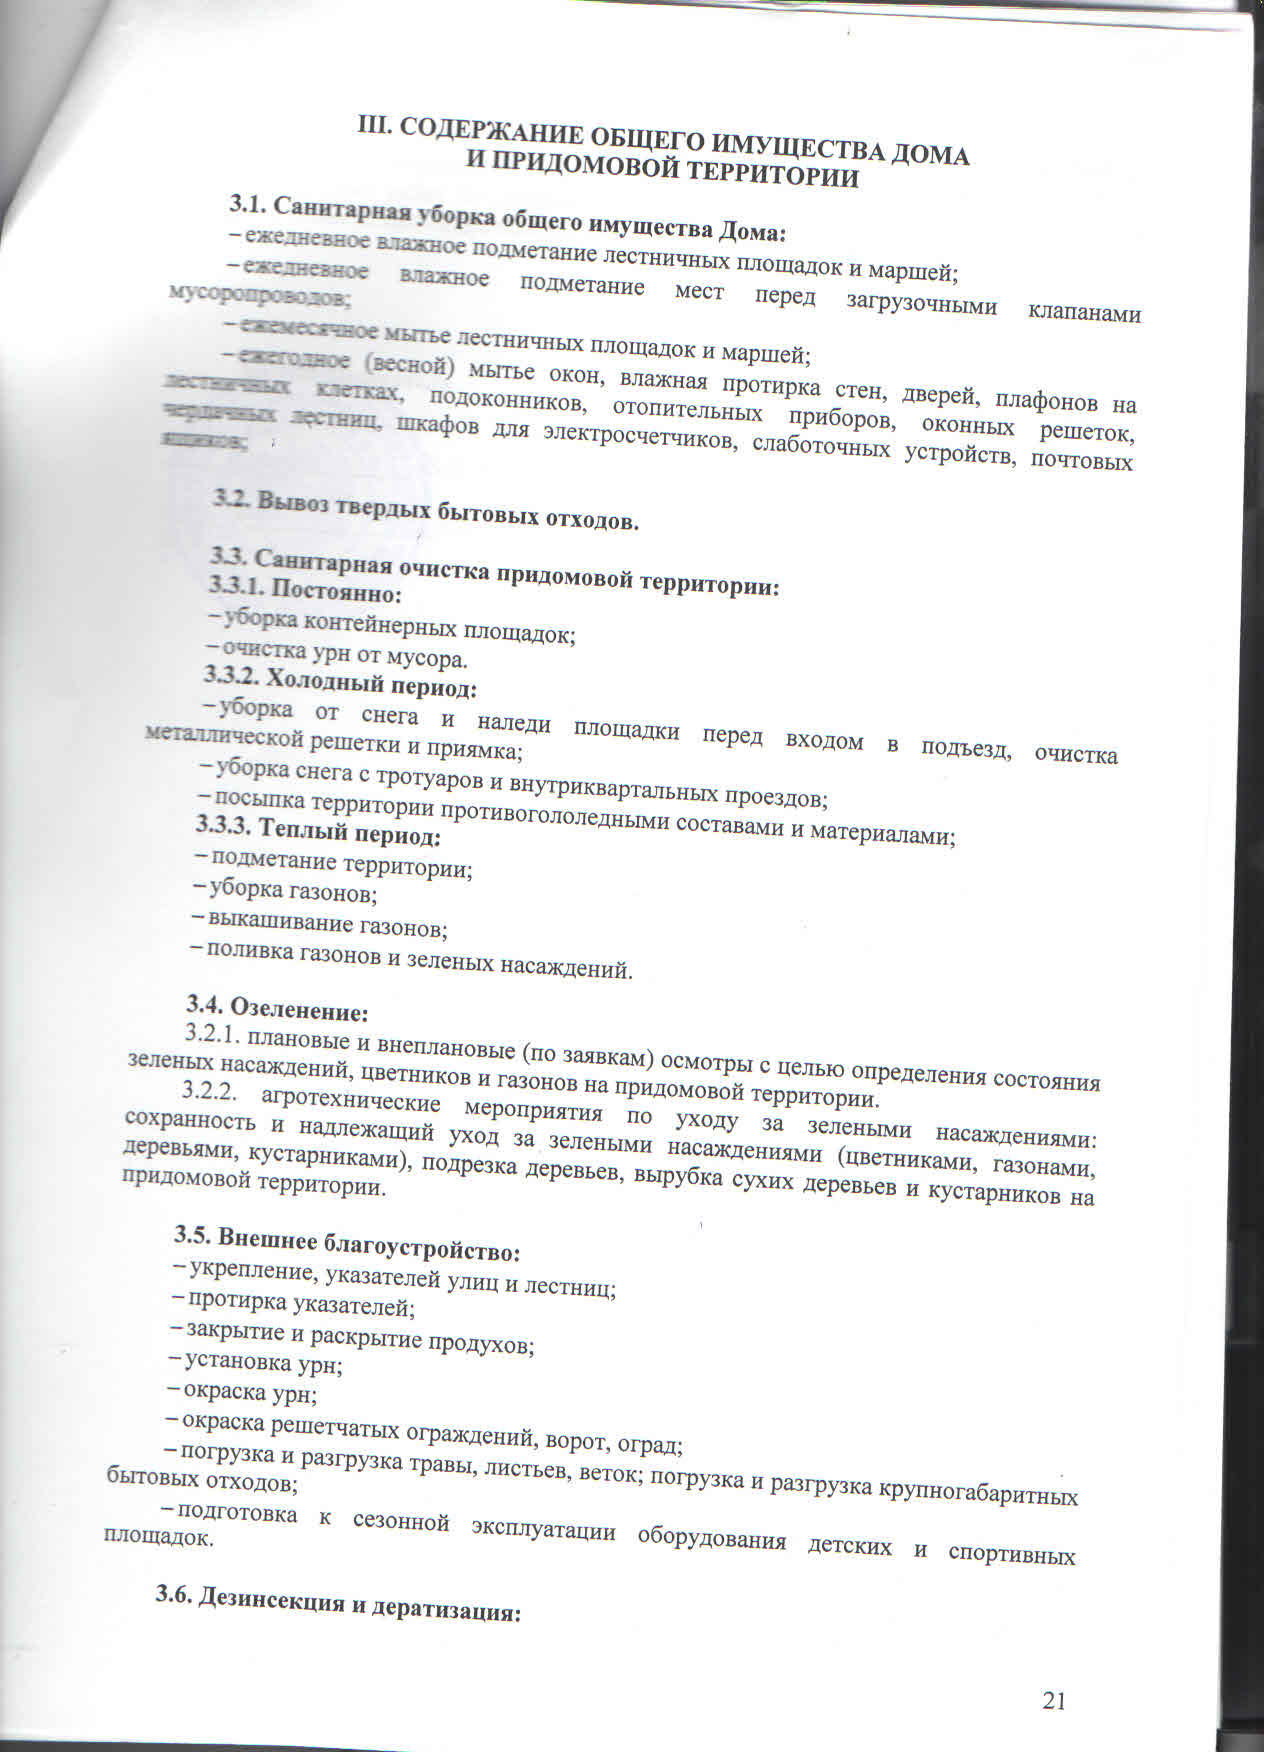 III. СОДЕРЖАНИЕ ОБЩЕГО ИМУЩЕСТВА ДОМА
И ПРИДОМОВОЙ ТЕРРИТОРИИ
3.1. Санитарная уборка общего имущества Дома:
– ежедневное влажное подметание лестничных площадок и маршей;
– ежедневное влажное подметание мест перед загрузочными клапанами
мусоропроводов;
– ежемесячное мытье лестничных площадок и маршей;
– ежегодное (весной) мытье окон, влажная протирка стен, дверей, плафонов на
лестничных клетках, подоконников, отопительных приборов, оконных решеток,
чердачных лестниц, шкафов для электросчетчиков, слаботочных устройств, почтовых
ящиков;
3.2. Вывоз твердых бытовых отходов.
3.3. Санитарная очистка придомовой территории:
3.3.1. Постоянно:
– уборка контейнерных площадок;
– очистка урн от мусора.
3.3.2. Холодный период:
– уборка от снега и наледи площадки перед входом в подъезд, очистка
металлической решетки и приямка;
– уборка снега с тротуаров и внутриквартальных проездов;
– посыпка территории противогололедными составами и материалами;
3.3.3. Теплый период:
– подметание территории;
– уборка газонов;
– выкашивание газонов;
– поливка газонов и зеленых насаждений.
3.4. Озеленение:
3.2.1. плановые и внеплановые (по заявкам) осмотры с целью определения состояния
зеленых насаждений, цветников и газонов на придомовой территории.
3.2.2. агротехнические мероприятия по уходу за зелеными насаждениями:
сохранность и надлежащий уход за зелеными насаждениями (цветниками, газонами,
деревьями, кустарниками), подрезка деревьев, вырубка сухих деревьев и кустарников на
придомовой территории.
3.5. Внешнее благоустройство:
– укрепление, указателей улиц и лестниц;
– протирка указателей;
– закрытие и раскрытие продухов;
– установка урн;
– окраска урн;
– окраска решетчатых ограждений, ворот, оград;
– погрузка и разгрузка травы, листьев, веток; погрузка и разгрузка крупногабаритных
бытовых отходов;
– подготовка к сезонной эксплуатации оборудования детских и спортивных
площадок.
3.6. Дезинсекция и дератизация:
21